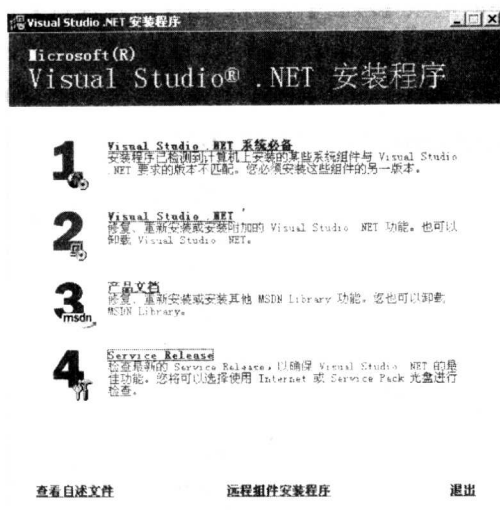 Visual Studio .NET 安装程序
Microsoft(R)
Visual Studio® .NET 安装程序
1
Visual Studio .NET 系统必备
安装程序已检测到计算机上安装的某些系统组件与 Visual Studio
.NET 要求的版本不匹配。您必须安装这些组件的另一版本。
2
Visual Studio .NET
修复、重新安装或安装附加的 Visual Studio .NET 功能。也可以
卸载 Visual Studio .NET。
3
msdn
产品文档
修复、重新安装或安装其他 MSDN Library 功能。您也可以卸载
MSDN Library。
4
Service Release
检查最新的 Service Release，以确保 Visual Studio .NET 的最
佳功能。您将可以选择使用 Internet 或 Service Pack 光盘进行
检查。
查看自述文件
远程组件安装程序
退出